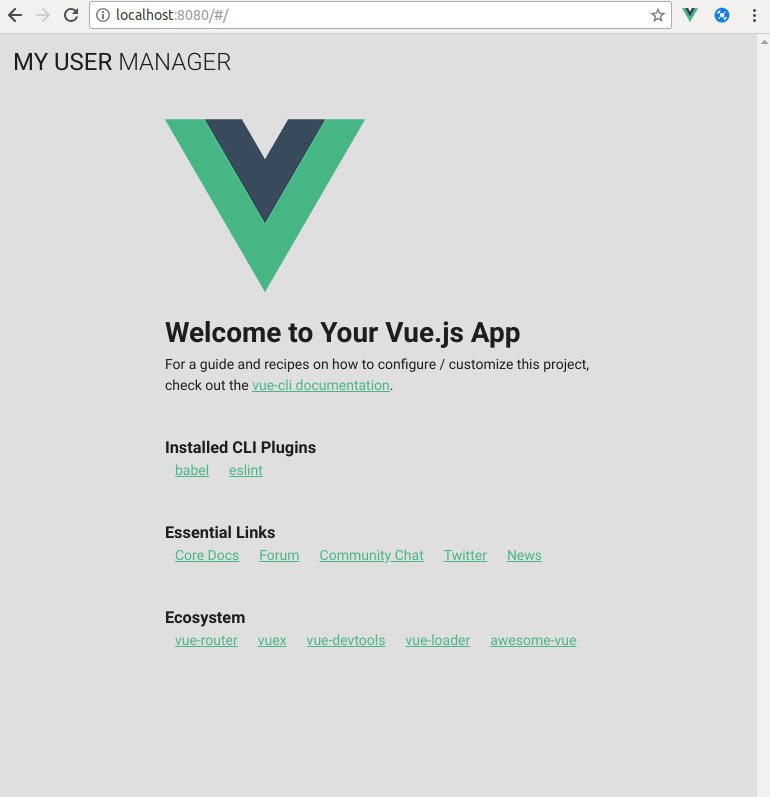 localhost:8080/#/
MY USER MANAGER
Welcome to Your Vue.js App
For a guide and recipes on how to configure / customize this project,
check out the vue-cli documentation.
Installed CLI Plugins
babel eslint
Essential Links
Core Docs Forum Community Chat Twitter News
Ecosystem
vue-router vuex vue-devtools vue-loader awesome-vue